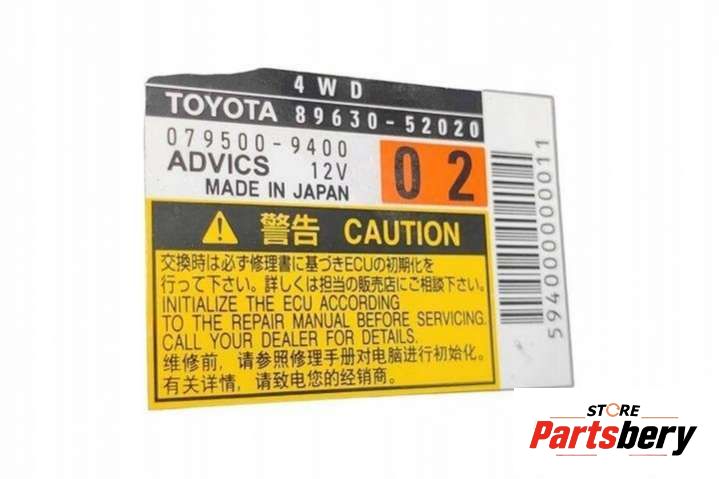 4WD
TOYOTA 89630-52020
079500-9400
ADVICS 12V
MADE IN JAPAN
02
警告 CAUTION
交換時は必ず修理書に基づきECUの初期化を
行って下さい。詳しくは担当の販売店にご相談下さい。
INITIALIZE THE ECU ACCORDING
TO THE REPAIR MANUAL BEFORE SERVICING.
CALL YOUR DEALER FOR DETAILS.
维修前，请参照修理手册对电脑进行初始化。
有关详情，请致电您的经销商。
594000000000011
STORE
Partsbery